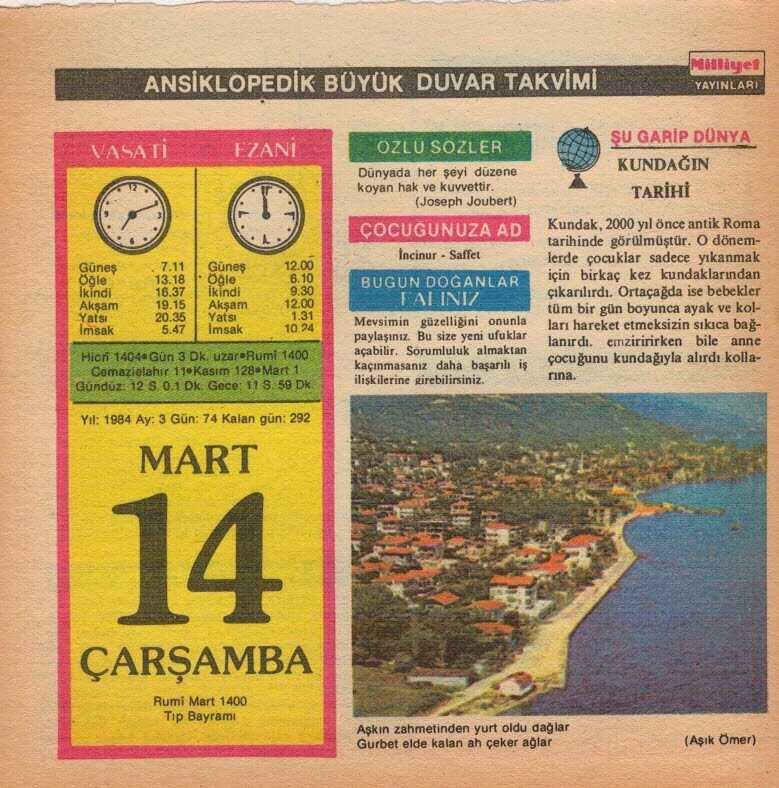 Milliyet
YAYINLARI
ANSİKLOPEDİK BÜYÜK DUVAR TAKVİMİ
VASATİ
EZANİ
Güneş 7.11
Öğle 13.18
İkindi 16.37
Akşam 19.15
Yatsı 20.35
İmsak 5.47
Güneş 12.00
Öğle 6.10
İkindi 9.30
Akşam 12.00
Yatsı 1.31
İmsak 10.24
Hicri 1404•Gün 3 Dk. uzar•Rumî 1400
Cemazielahır 11•Kasım 128•Mart 1
Gündüz: 12 S. 0.1 Dk. Gece: 11 S. 59 Dk.
Yıl: 1984 Ay: 3 Gün: 74 Kalan gün: 292
MART
14
ÇARŞAMBA
Rumî Mart 1400
Tıp Bayramı
ÖZLÜ SÖZLER
Dünyada her şeyi düzene
koyan hak ve kuvvettir.
(Joseph Joubert)
ÇOCUĞUNUZA AD
İncinur - Saffet
BUGÜN DOĞANLAR
FALINIZ
Mevsimin güzelliğini onunla
paylaşınız. Bu size yeni ufuklar
açabilir. Sorumluluk almaktan
kaçınmasanız daha başarılı iş
ilişkilerine girebilirsiniz.
ŞU GARİP DÜNYA
KUNDAĞIN
TARİHİ
Kundak, 2000 yıl önce antik Roma
tarihinde görülmüştür. O dönem-
lerde çocuklar sadece yıkanmak
için birkaç kez kundaklarından
çıkarılırdı. Ortaçağda ise bebekler
tüm bir gün boyunca ayak ve kol-
ları hareket etmeksizin sıkıca bağ-
lanırdı. emziririrken bile anne
çocuğunu kundağıyla alırdı kolla-
rına.
Aşkın zahmetinden yurt oldu dağlar
Gurbet elde kalan ah çeker ağlar
(Aşık Ömer)